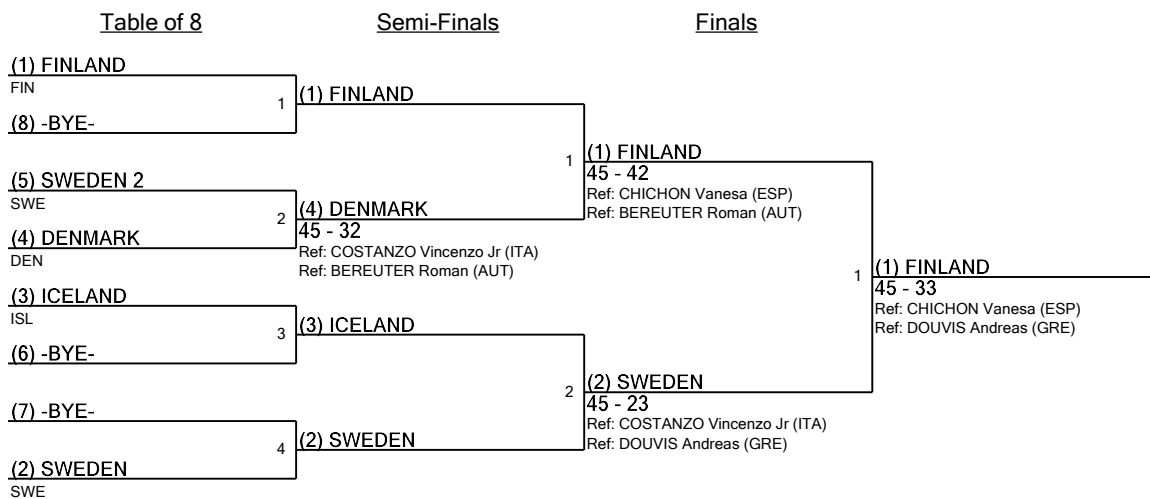 Table of 8 Semi-Finals Finals
(1) FINLAND
FIN
1
(1) FINLAND
(8) -BYE-
1
(1) FINLAND
45 - 42
Ref: CHICHON Vanesa (ESP)
Ref: BEREUTER Roman (AUT)
(5) SWEDEN 2
SWE
2
(4) DENMARK
45 - 32
Ref: COSTANZO Vincenzo Jr (ITA)
Ref: BEREUTER Roman (AUT)
(4) DENMARK
DEN
1
(1) FINLAND
45 - 33
Ref: CHICHON Vanesa (ESP)
Ref: DOUVIS Andreas (GRE)
(3) ICELAND
ISL
3
(3) ICELAND
(6) -BYE-
2
(2) SWEDEN
45 - 23
Ref: COSTANZO Vincenzo Jr (ITA)
Ref: DOUVIS Andreas (GRE)
(7) -BYE-
4
(2) SWEDEN
(2) SWEDEN
SWE